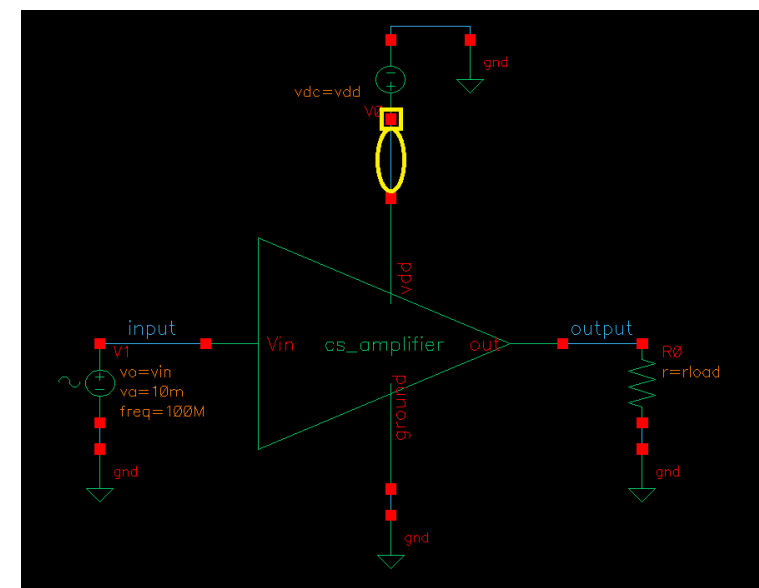 gnd
vdc=vdd
V0
vdd
input
output
V1
Vin
cs_amplifier
out
R0
vo=vin
r=rload
va=10m
freq=100M
ground
gnd
gnd
gnd